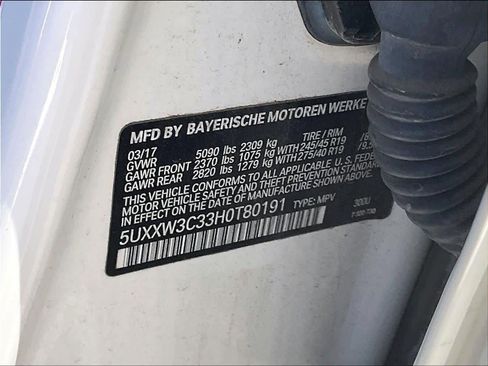 MFD BY BAYERISCHE MOTOREN WERKE
03/17 TIRE / RIM
GVWR 5090 lbs 2309 kg
GAWR FRONT 2370 lbs 1075 kg WITH 245/45 R19
GAWR REAR 2820 lbs 1279 kg WITH 275/40 R19
THIS VEHICLE CONFORMS TO ALL APPLICABLE U.S. FEDE
MOTOR VEHICLE SAFETY
THEFT PREVENTION STANDARDS IN EFFECT ON THE DATE OF MANUFACTURE SHOWN ABOVE.
5UXXW3C33H0T80191 TYPE: MPV 300U